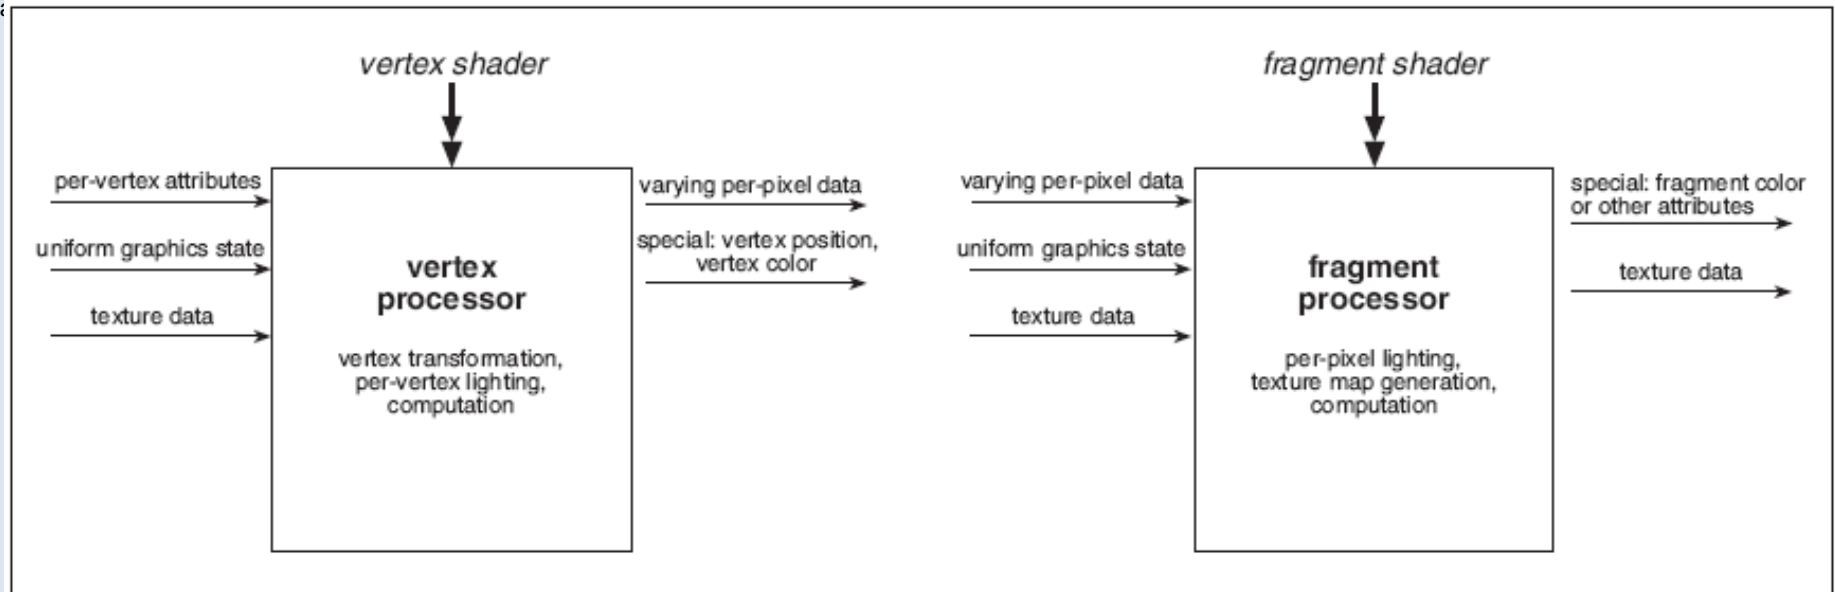 vertex shader
per-vertex attributes
uniform graphics state
texture data
vertex
processor
vertex transformation,
per-vertex lighting,
computation
varying per-pixel data
special: vertex position,
vertex color
fragment shader
varying per-pixel data
uniform graphics state
texture data
fragment
processor
per-pixel lighting,
texture map generation,
computation
special: fragment color
or other attributes
texture data